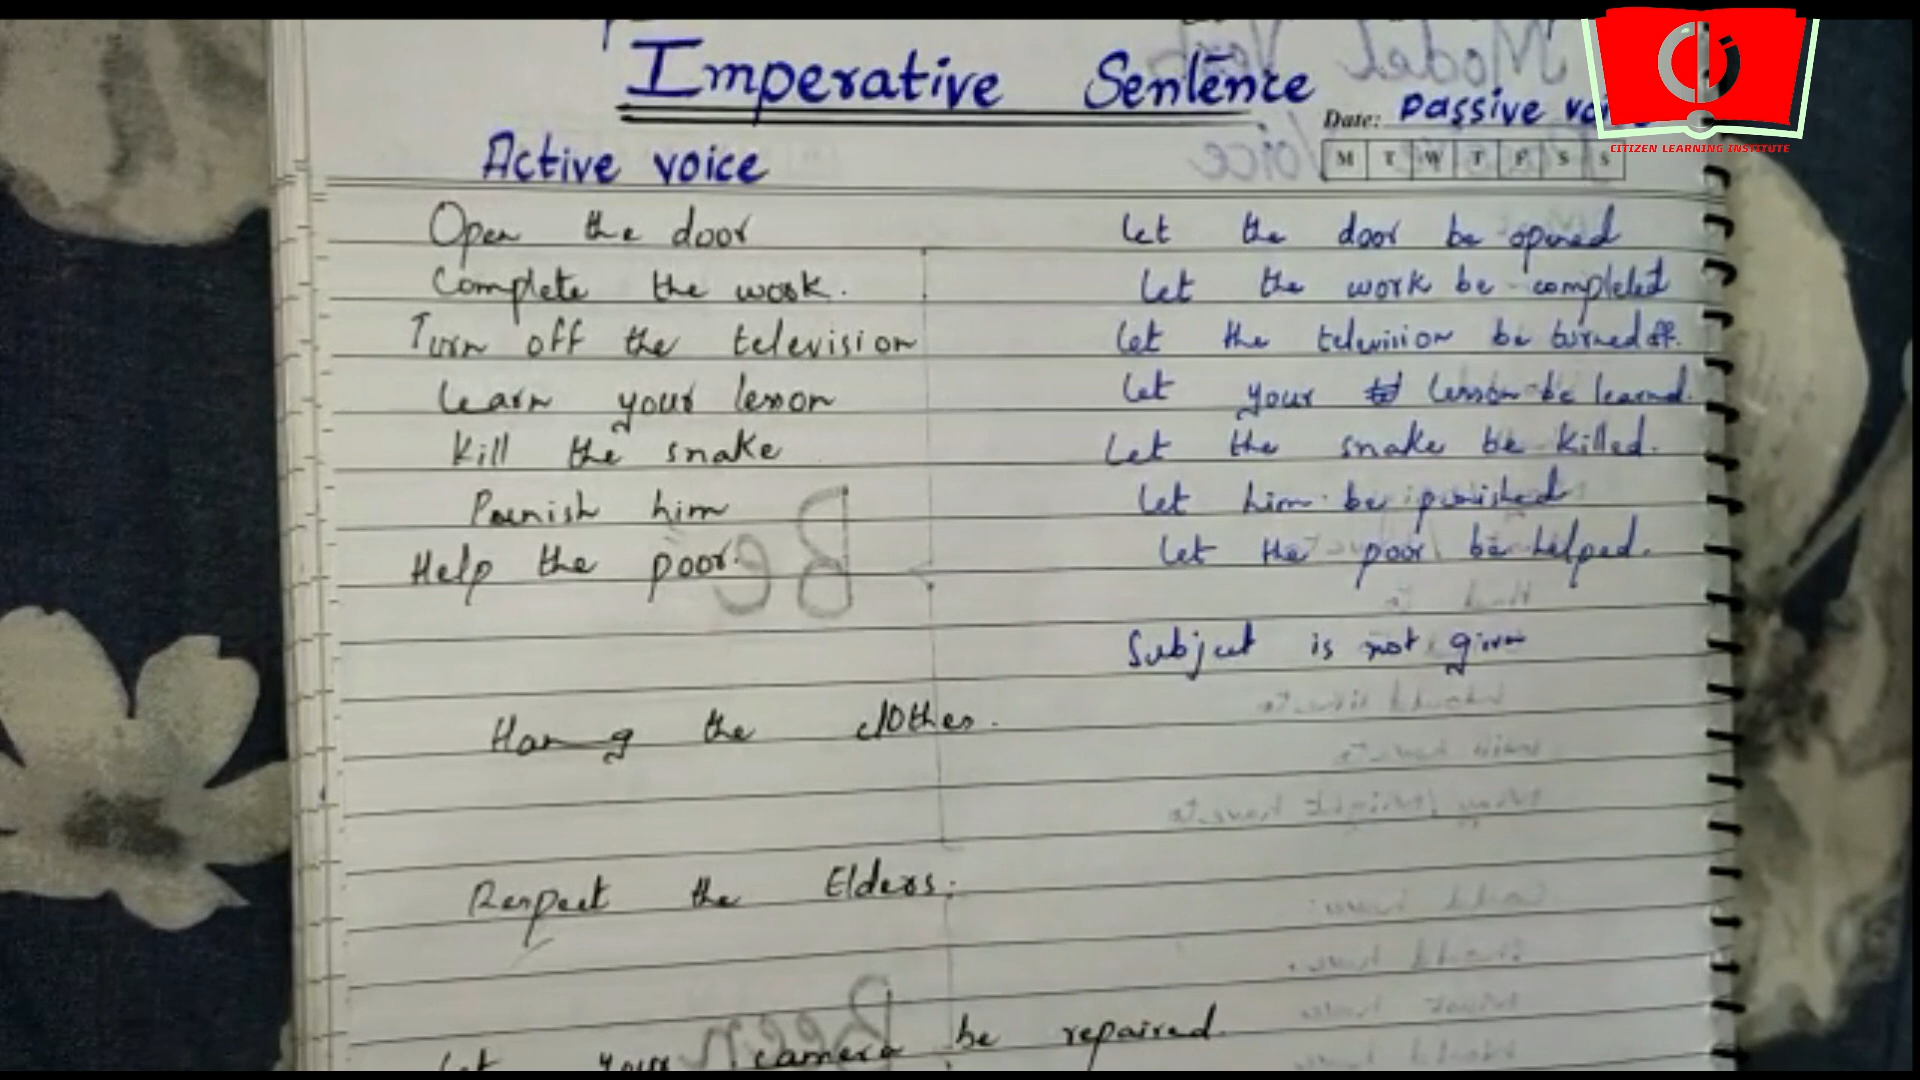 Imperative Sentence
Date: Passive voi
CITIZEN LEARNING INSTITUTE
M T W T F S S
Active voice
Open the door Let the door be opened
Complete the work. Let the work be completed
Turn off the television Let the television be turned off.
Learn your lesson Let your lesson be learned.
Kill the snake Let the snake be killed.
Punish him Let him be punished
Help the poor. Let the poor be helped.
Subject is not given
Hang the clothes.
Respect the Elders.
Let your camera be repaired.